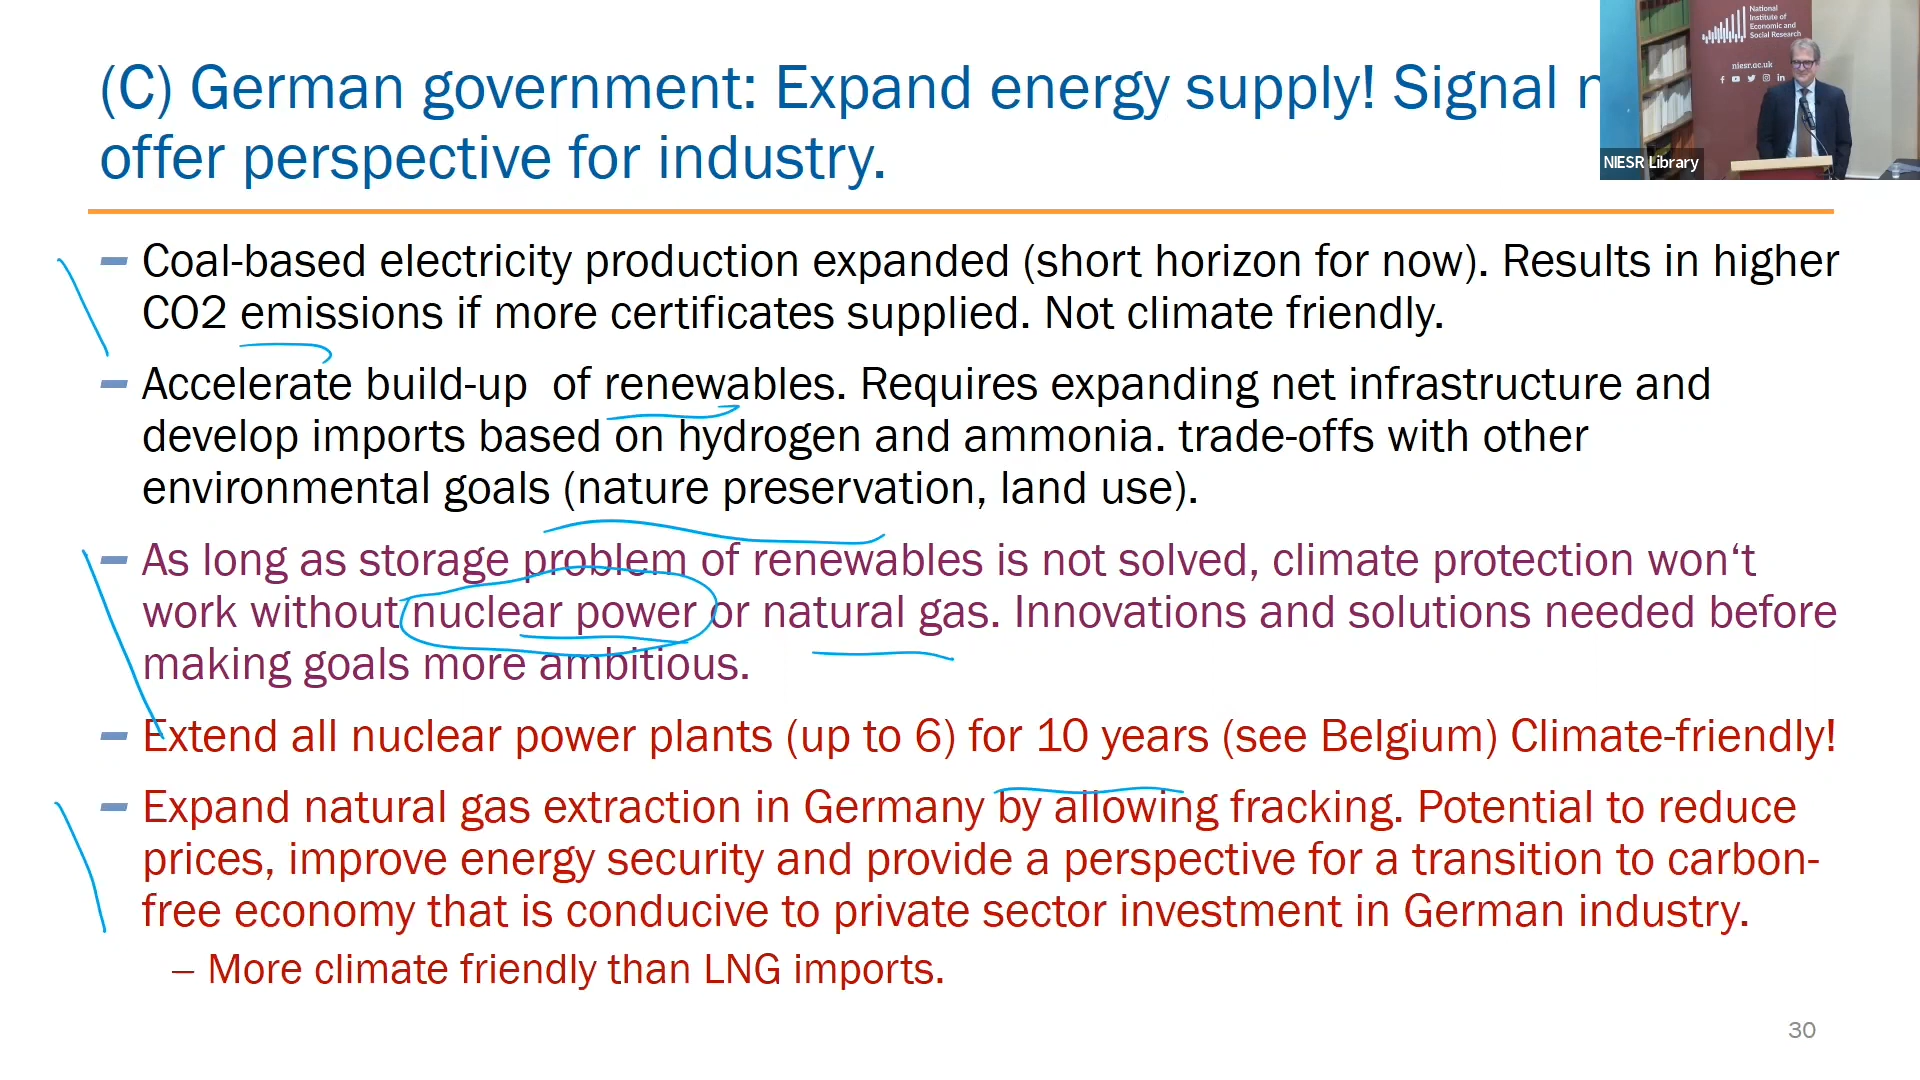 (C) German government: Expand energy supply! Signal
offer perspective for industry.
National
Institute of
Economic and
Social Research
niesr.ac.uk
NIESR Library
– Coal-based electricity production expanded (short horizon for now). Results in higher
CO2 emissions if more certificates supplied. Not climate friendly.
– Accelerate build-up of renewables. Requires expanding net infrastructure and
develop imports based on hydrogen and ammonia. trade-offs with other
environmental goals (nature preservation, land use).
– As long as storage problem of renewables is not solved, climate protection won‘t
work without nuclear power or natural gas. Innovations and solutions needed before
making goals more ambitious.
– Extend all nuclear power plants (up to 6) for 10 years (see Belgium) Climate-friendly!
– Expand natural gas extraction in Germany by allowing fracking. Potential to reduce
prices, improve energy security and provide a perspective for a transition to carbon-
free economy that is conducive to private sector investment in German industry.
– More climate friendly than LNG imports.
30